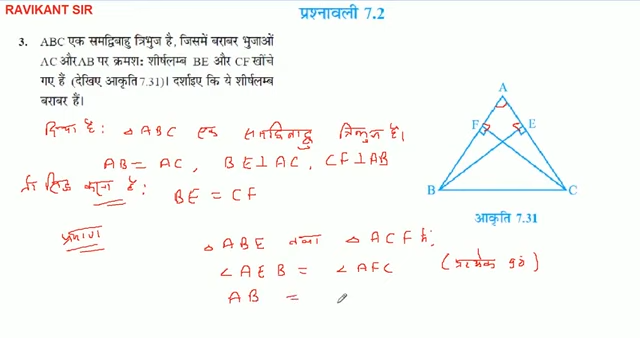 RAVIKANT SIR
प्रश्नावली 7.2
3. ABC एक समद्विबाहु त्रिभुज है, जिसमें बराबर भुजाओं
AC और AB पर क्रमशः शीर्षलम्ब BE और CF खींचे
गए हैं (देखिए आकृति 7.31)। दर्शाइए कि ये शीर्षलम्ब
बराबर हैं।
A
F E
B C
आकृति 7.31
दिया है: △ABC एक समद्विबाहु त्रिभुज है।
AB = AC, BE⊥AC, CF⊥AB
सिद्ध करना है: BE = CF
प्रमाण
△ABE तथा △ACF में:
∠AEB = ∠AFC (प्रत्येक 90)
AB =